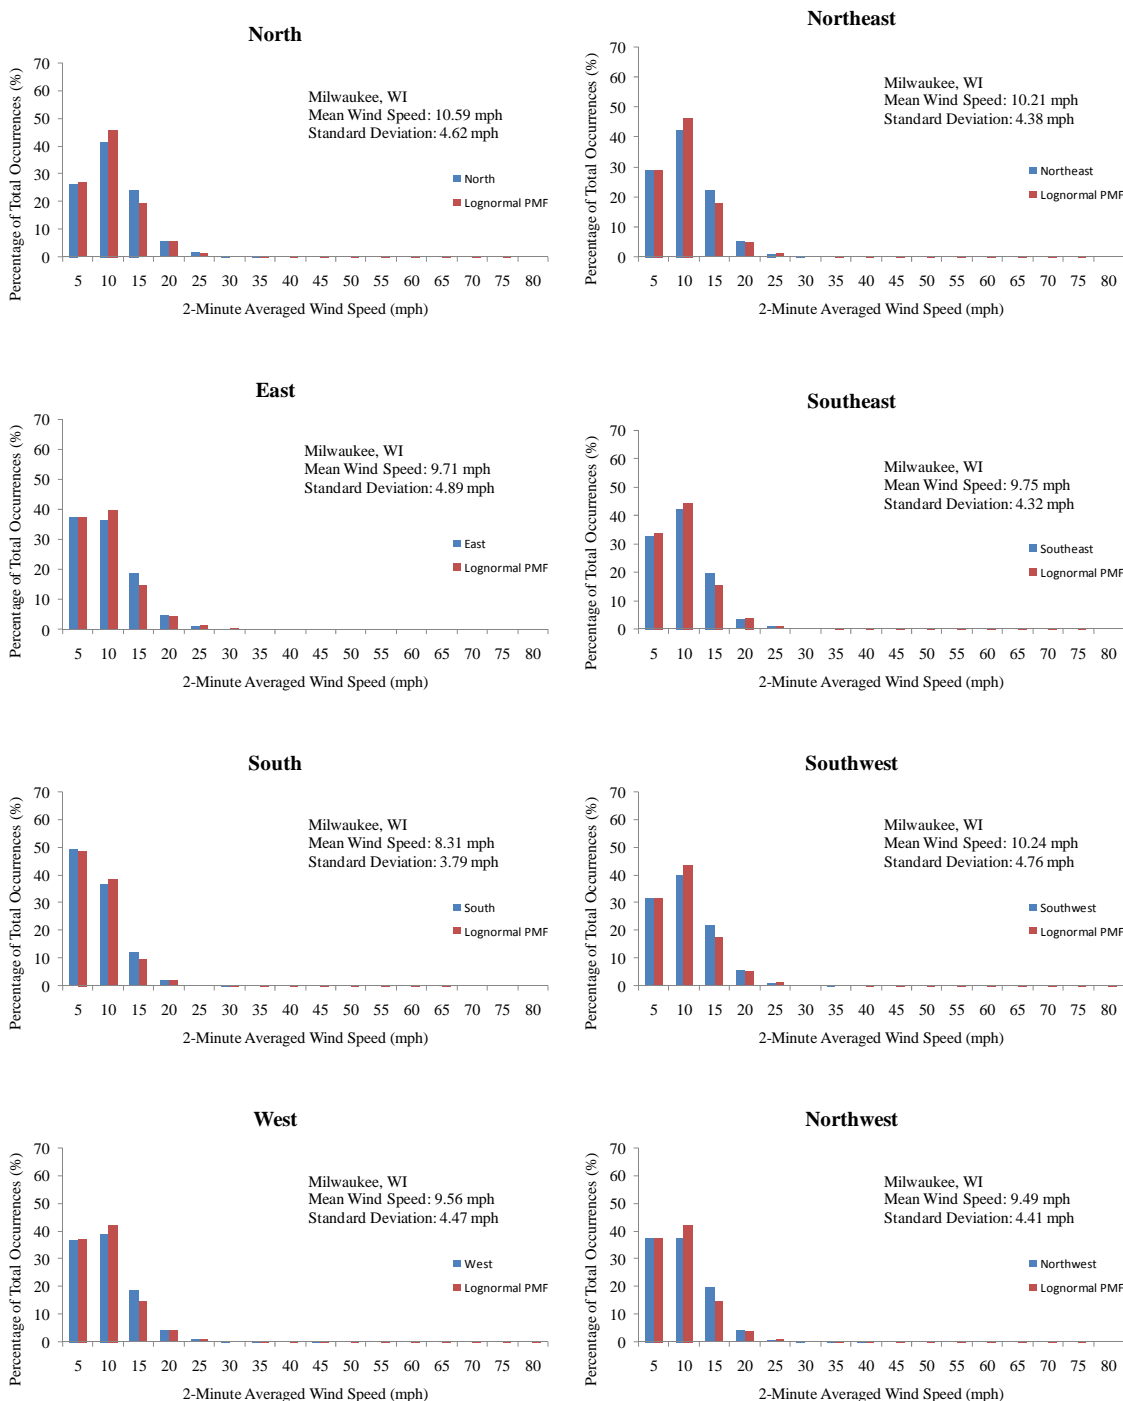 North
Percentage of Total Occurrences (%)
70
60
50
40
30
20
10
0
Milwaukee, WI
Mean Wind Speed: 10.59 mph
Standard Deviation: 4.62 mph
North
Lognormal PMF
5 10 15 20 25 30 35 40 45 50 55 60 65 70 75 80
2-Minute Averaged Wind Speed (mph)
Northeast
Percentage of Total Occurrences (%)
70
60
50
40
30
20
10
0
Milwaukee, WI
Mean Wind Speed: 10.21 mph
Standard Deviation: 4.38 mph
Northeast
Lognormal PMF
5 10 15 20 25 30 35 40 45 50 55 60 65 70 75 80
2-Minute Averaged Wind Speed (mph)
East
Percentage of Total Occurrences (%)
70
60
50
40
30
20
10
0
Milwaukee, WI
Mean Wind Speed: 9.71 mph
Standard Deviation: 4.89 mph
East
Lognormal PMF
5 10 15 20 25 30 35 40 45 50 55 60 65 70 75 80
2-Minute Averaged Wind Speed (mph)
Southeast
Percentage of Total Occurrences (%)
70
60
50
40
30
20
10
0
Milwaukee, WI
Mean Wind Speed: 9.75 mph
Standard Deviation: 4.32 mph
Southeast
Lognormal PMF
5 10 15 20 25 30 35 40 45 50 55 60 65 70 75 80
2-Minute Averaged Wind Speed (mph)
South
Percentage of Total Occurrences (%)
70
60
50
40
30
20
10
0
Milwaukee, WI
Mean Wind Speed: 8.31 mph
Standard Deviation: 3.79 mph
South
Lognormal PMF
5 10 15 20 25 30 35 40 45 50 55 60 65 70 75 80
2-Minute Averaged Wind Speed (mph)
Southwest
Percentage of Total Occurrences (%)
70
60
50
40
30
20
10
0
Milwaukee, WI
Mean Wind Speed: 10.24 mph
Standard Deviation: 4.76 mph
Southwest
Lognormal PMF
5 10 15 20 25 30 35 40 45 50 55 60 65 70 75 80
2-Minute Averaged Wind Speed (mph)
West
Percentage of Total Occurrences (%)
70
60
50
40
30
20
10
0
Milwaukee, WI
Mean Wind Speed: 9.56 mph
Standard Deviation: 4.47 mph
West
Lognormal PMF
5 10 15 20 25 30 35 40 45 50 55 60 65 70 75 80
2-Minute Averaged Wind Speed (mph)
Northwest
Percentage of Total Occurrences (%)
70
60
50
40
30
20
10
0
Milwaukee, WI
Mean Wind Speed: 9.49 mph
Standard Deviation: 4.41 mph
Northwest
Lognormal PMF
5 10 15 20 25 30 35 40 45 50 55 60 65 70 75 80
2-Minute Averaged Wind Speed (mph)